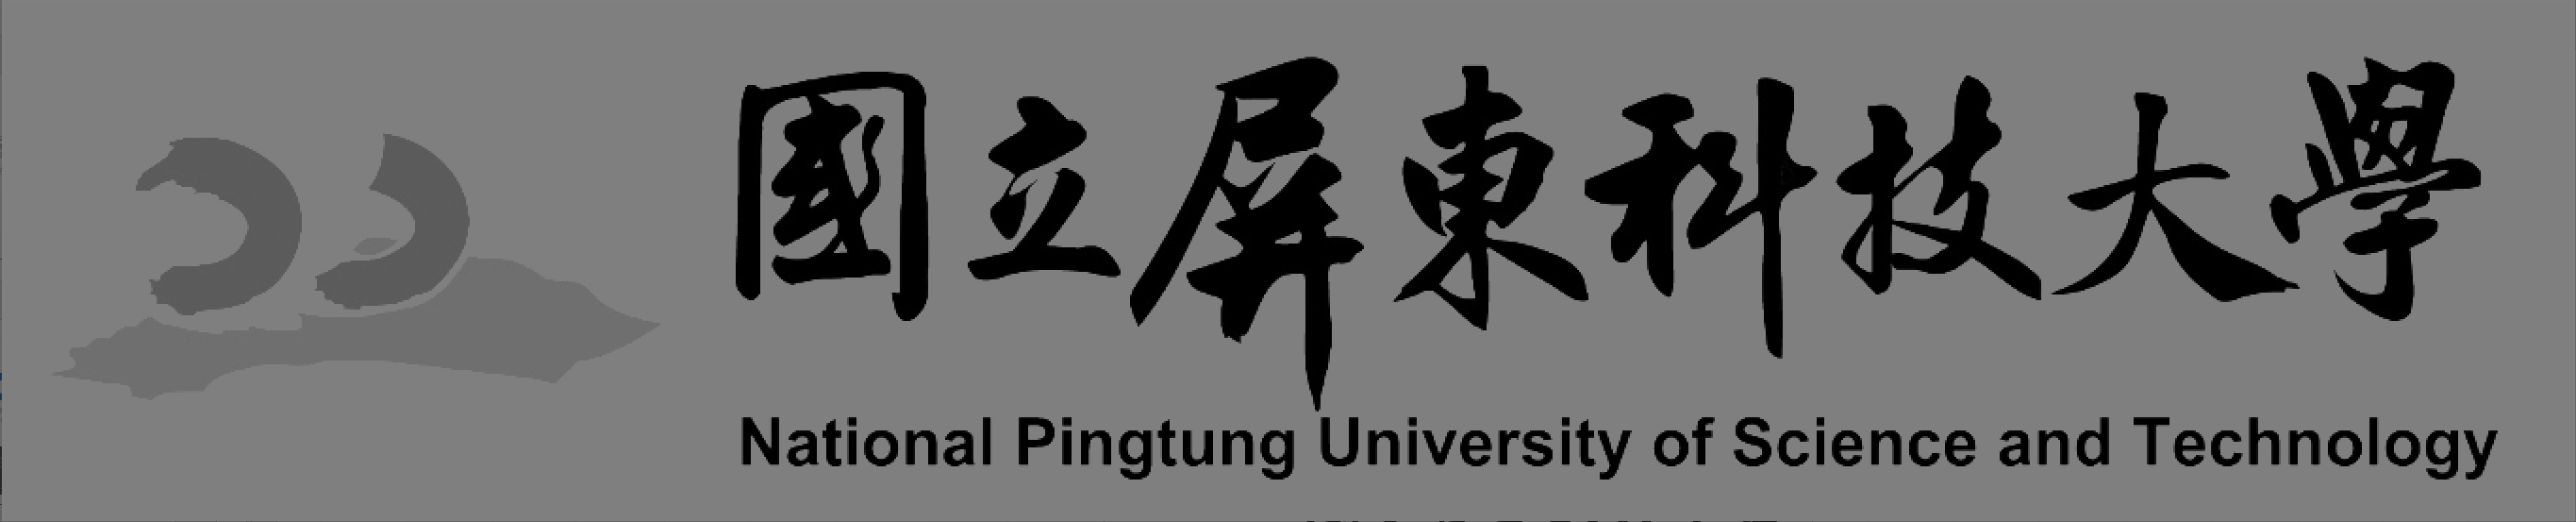 國立屏東科技大學
National Pingtung University of Science and Technology